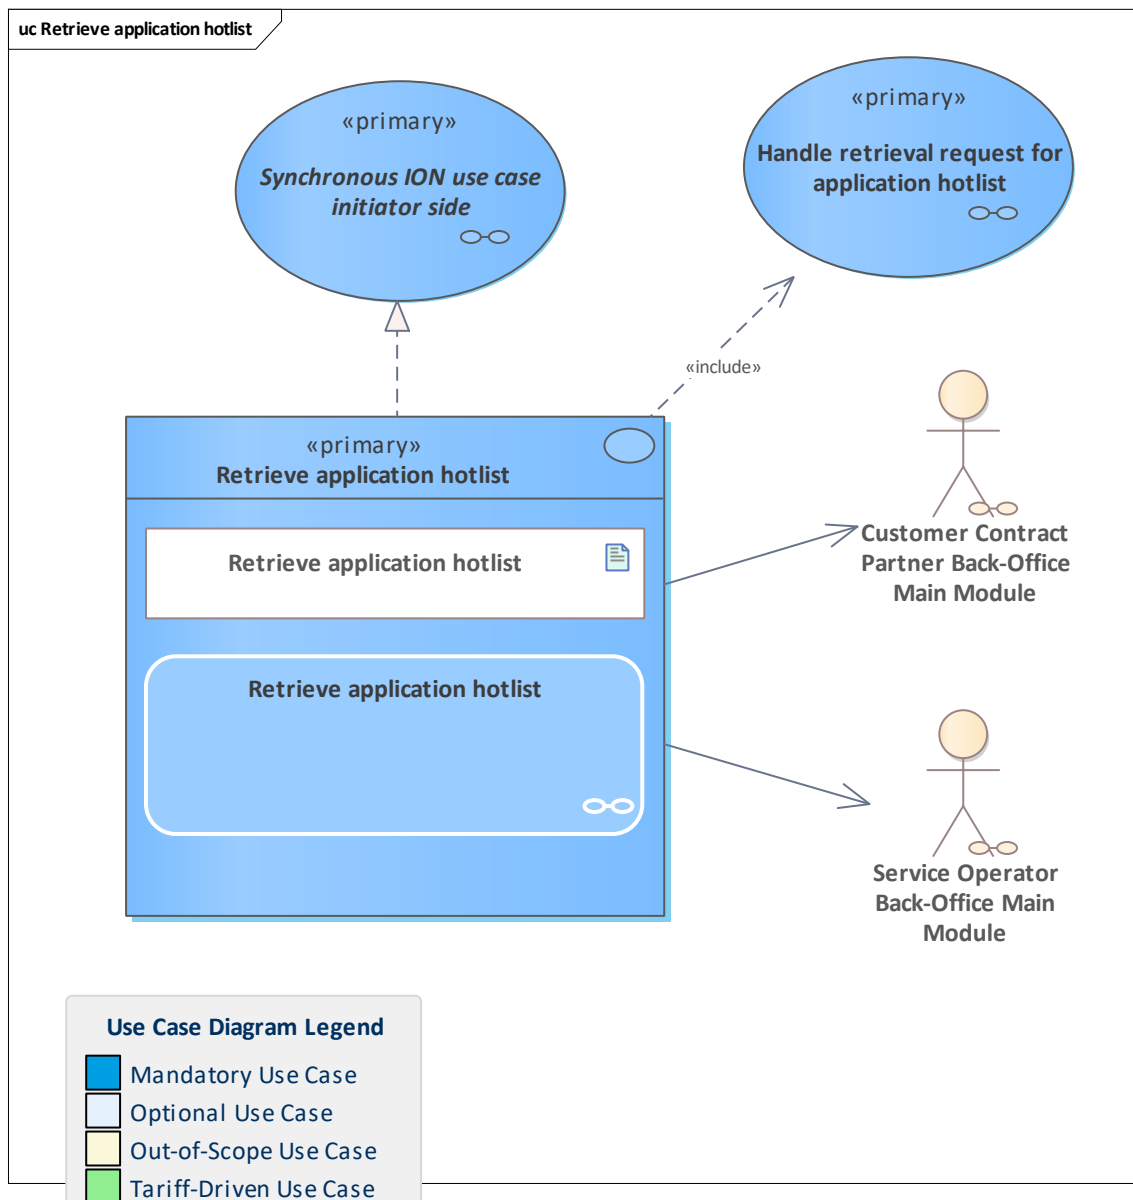 uc Retrieve application hotlist
«primary»
Synchronous ION use case
initiator side
«primary»
Handle retrieval request for
application hotlist
«include»
«primary»
Retrieve application hotlist
Retrieve application hotlist
Retrieve application hotlist
Customer Contract
Partner Back-Office
Main Module
Service Operator
Back-Office Main
Module
Use Case Diagram Legend
Mandatory Use Case
Optional Use Case
Out-of-Scope Use Case
Tariff-Driven Use Case